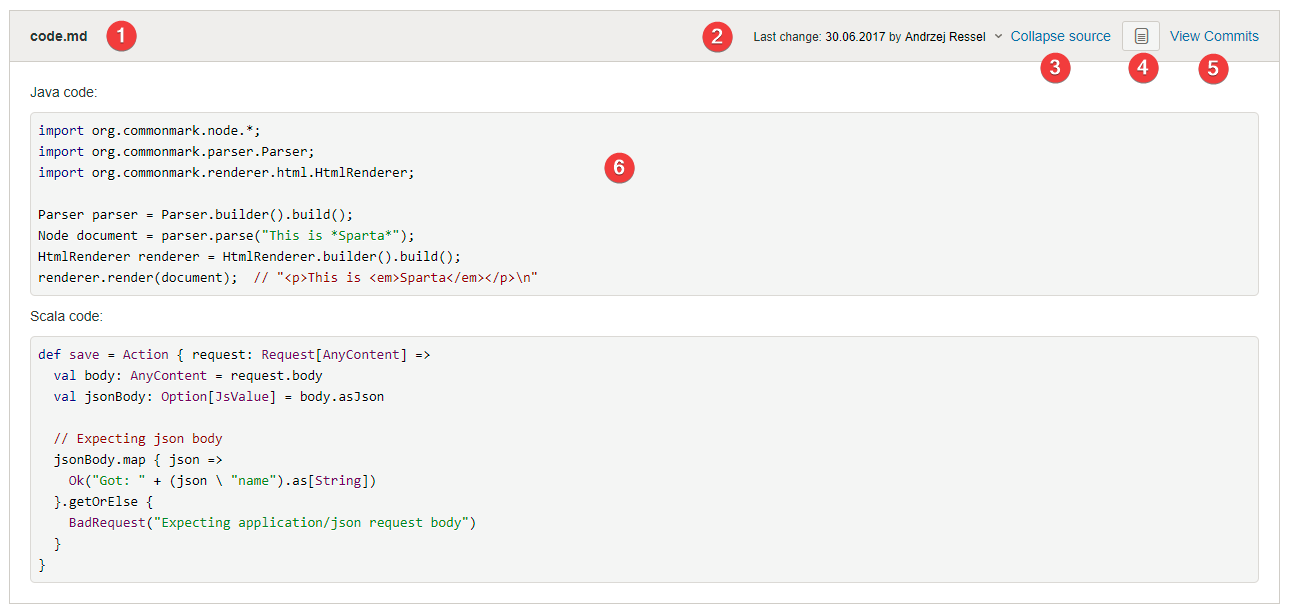 code.md 1 2 Last change: 30.06.2017 by Andrzej Ressel Collapse source View Commits
3 4 5
Java code:
import org.commonmark.node.*;
import org.commonmark.parser.Parser;
import org.commonmark.renderer.html.HtmlRenderer;
6
Parser parser = Parser.builder().build();
Node document = parser.parse("This is *Sparta*");
HtmlRenderer renderer = HtmlRenderer.builder().build();
renderer.render(document);  // "<p>This is <em>Sparta</em></p>\n"
Scala code:
def save = Action { request: Request[AnyContent] =>
  val body: AnyContent = request.body
  val jsonBody: Option[JsValue] = body.asJson
  // Expecting json body
  jsonBody.map { json =>
    Ok("Got: " + (json \ "name").as[String])
  }.getOrElse {
    BadRequest("Expecting application/json request body")
  }
}